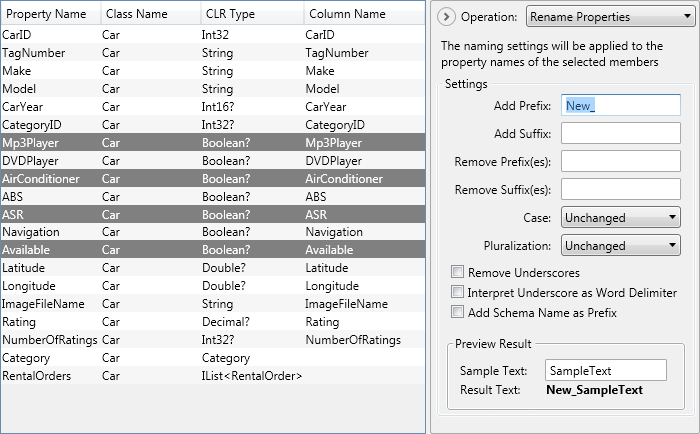 Property Name Class Name CLR Type Column Name
CarID Car Int32 CarID
TagNumber Car String TagNumber
Make Car String Make
Model Car String Model
CarYear Car Int16? CarYear
CategoryID Car Int32? CategoryID
Mp3Player Car Boolean? Mp3Player
DVDPlayer Car Boolean? DVDPlayer
AirConditioner Car Boolean? AirConditioner
ABS Car Boolean? ABS
ASR Car Boolean? ASR
Navigation Car Boolean? Navigation
Available Car Boolean? Available
Latitude Car Double? Latitude
Longitude Car Double? Longitude
ImageFileName Car String ImageFileName
Rating Car Decimal? Rating
NumberOfRatings Car Int32? NumberOfRatings
Category Car Category
RentalOrders Car IList<RentalOrder>
Operation: Rename Properties
The naming settings will be applied to the
property names of the selected members
Settings
Add Prefix: New_
Add Suffix:
Remove Prefix(es):
Remove Suffix(es):
Case: Unchanged
Pluralization: Unchanged
Remove Underscores
Interpret Underscore as Word Delimiter
Add Schema Name as Prefix
Preview Result
Sample Text: SampleText
Result Text: New_SampleText